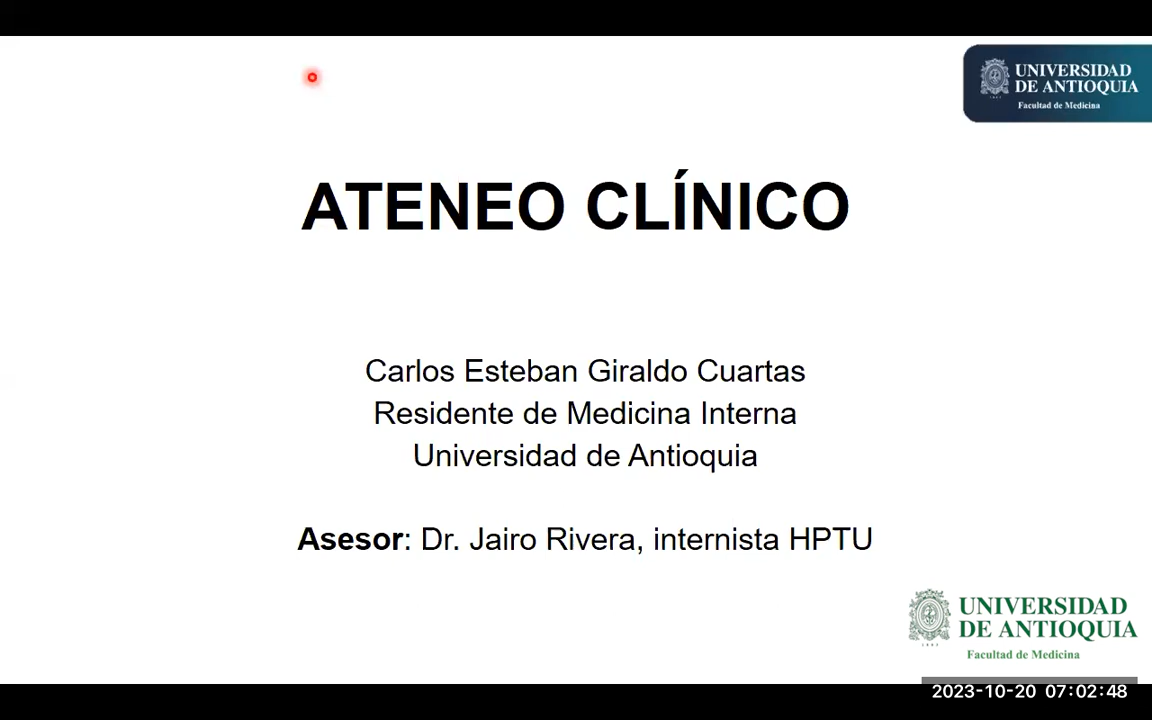 UNIVERSIDAD
DE ANTIOQUIA
Facultad de Medicina
ATENEO CLÍNICO
Carlos Esteban Giraldo Cuartas
Residente de Medicina Interna
Universidad de Antioquia
Asesor: Dr. Jairo Rivera, internista HPTU
UNIVERSIDAD
DE ANTIOQUIA
1803
Facultad de Medicina
2023-10-20 07:02:48